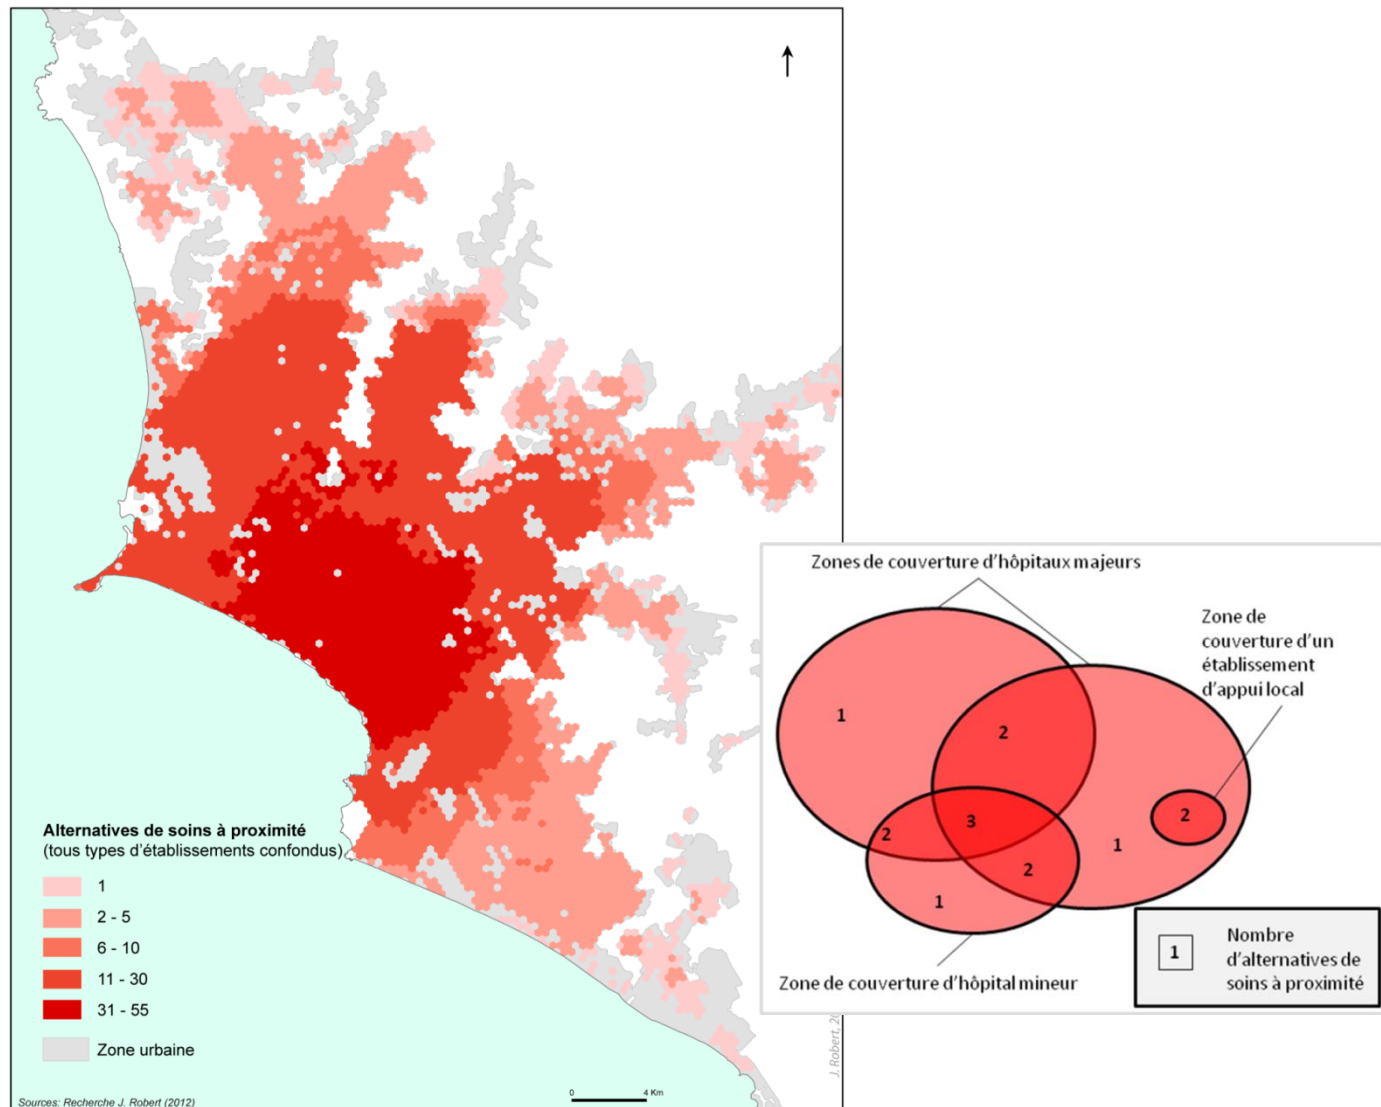 Alternatives de soins à proximité
(tous types d'établissements confondus)
1
2 - 5
6 - 10
11 - 30
31 - 55
Zone urbaine
Sources: Recherche J. Robert (2012)
0 4 Km
J. Robert, 20
Zones de couverture d'hôpitaux majeurs
Zone de
couverture d'un
établissement
d'appui local
1
2
2
3
2
1
2
1
Zone de couverture d'hôpital mineur
1
Nombre
d'alternatives de
soins à proximité